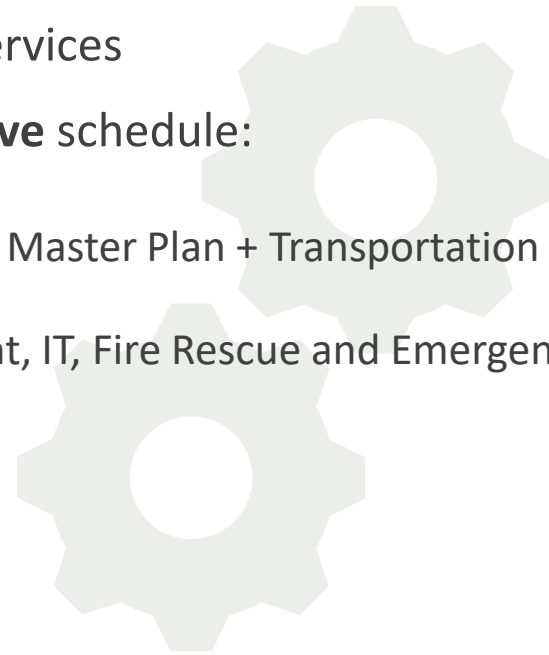 ervices
ve schedule:
Master Plan + Transportation
t, IT, Fire Rescue and Emergen